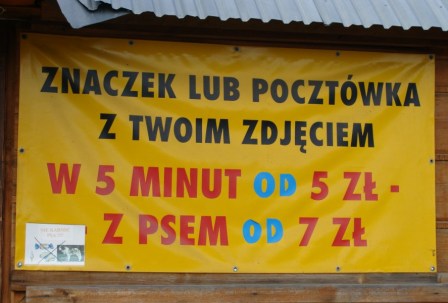 ZNACZEK LUB POCZTÓWKA
Z TWOIM ZDJĘCIEM
W 5 MINUT OD 5 ZŁ -
Z PSEM OD 7 ZŁ